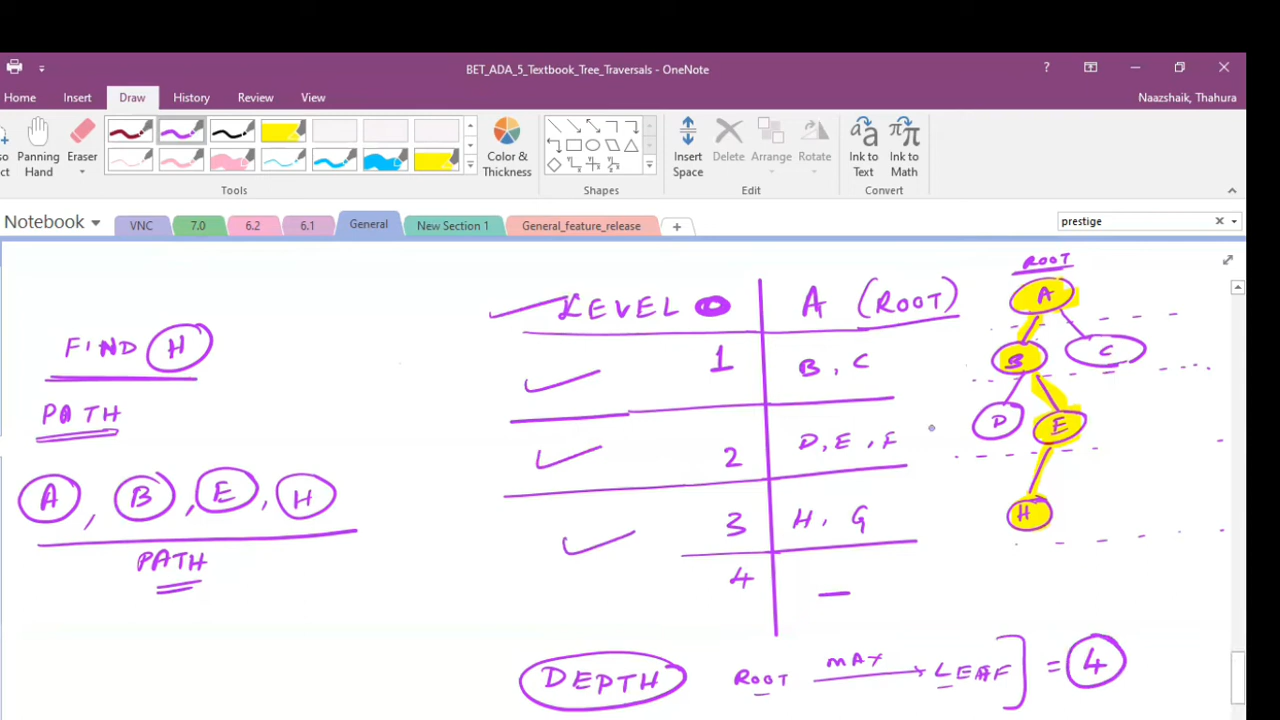 BET_ADA_5_Textbook_Tree_Traversals - OneNote
?
Home Insert Draw History Review View
Naazshaik, Thahura
Panning Hand
Eraser
Color & Thickness
Insert Space
Delete
Arrange
Rotate
Ink to Text
Ink to Math
Tools
Shapes
Edit
Convert
Notebook
VNC 7.0 6.2 6.1 General New Section 1 General_feature_release +
prestige
FIND H
PATH
A, B, E, H
PATH
LEVEL 0 A (ROOT)
1 B, C
2 D, E, F
3 H, G
4 —
ROOT
A
B C
D E
H
DEPTH ROOT MAX LEAF ] = 4